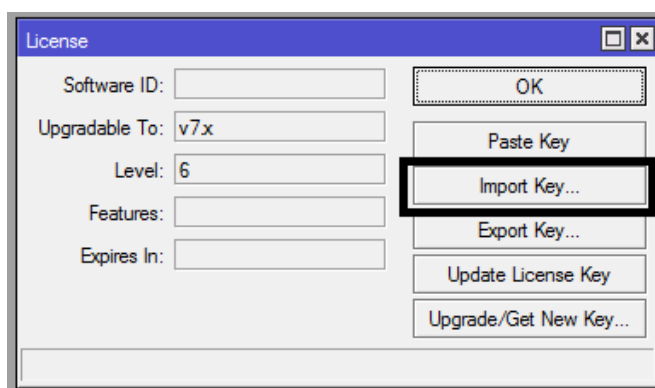 License
Software ID:
OK
Upgradable To: v7.x
Paste Key
Level: 6
Import Key...
Features:
Export Key...
Expires In:
Update License Key
Upgrade/Get New Key...